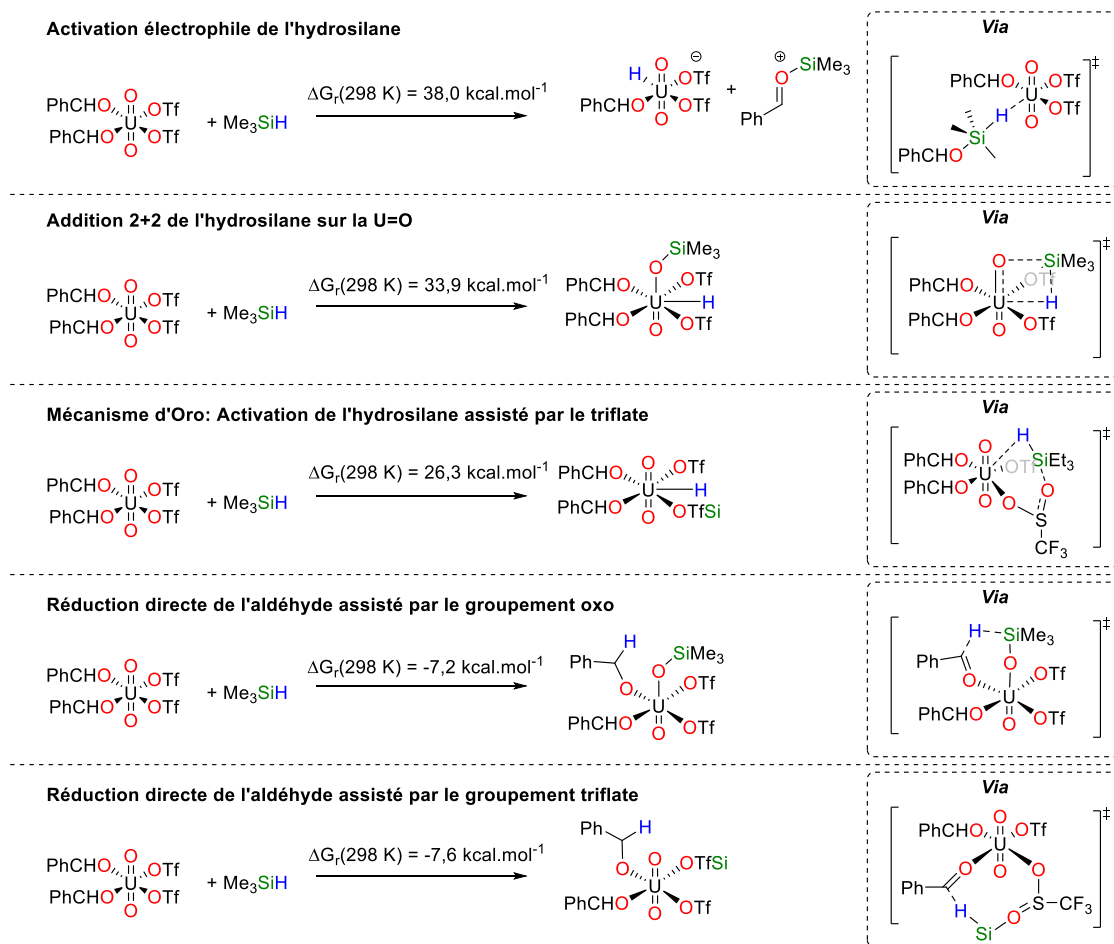 Activation électrophile de l'hydrosilane
Via
PhCHO PhCHO O U O OTf OTf + Me3SiH
ΔGr(298 K) = 38,0 kcal.mol-1
H O ⊖ OTf U PhCHO OTf O + ⊕ O SiMe3 Ph
PhCHO O U OTf OTf O H Si PhCHO ‡
Addition 2+2 de l'hydrosilane sur la U=O
Via
PhCHO PhCHO O U O OTf OTf + Me3SiH
ΔGr(298 K) = 33,9 kcal.mol-1
SiMe3 O PhCHO OTf U H PhCHO OTf O
O SiMe3 OTf PhCHO U H PhCHO OTf O ‡
Mécanisme d'Oro: Activation de l'hydrosilane assisté par le triflate
Via
PhCHO PhCHO O U O OTf OTf + Me3SiH
ΔGr(298 K) = 26,3 kcal.mol-1
PhCHO O OTf U H PhCHO O OTfSi
H O SiEt3 PhCHO U OTf PhCHO O O O S CF3 ‡
Réduction directe de l'aldéhyde assisté par le groupement oxo
Via
PhCHO PhCHO O U O OTf OTf + Me3SiH
ΔGr(298 K) = -7,2 kcal.mol-1
H Ph SiMe3 O O OTf U PhCHO OTf O
H SiMe3 Ph O O OTf U PhCHO OTf O ‡
Réduction directe de l'aldéhyde assisté par le groupement triflate
Via
PhCHO PhCHO O U O OTf OTf + Me3SiH
ΔGr(298 K) = -7,6 kcal.mol-1
Ph H O O OTfSi U PhCHO OTf O
O PhCHO OTf U O O O Ph H S CF3 O Si ‡